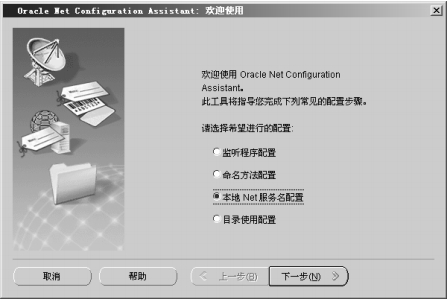 Oracle Net Configuration Assistant: 欢迎使用
欢迎使用 Oracle Net Configuration
Assistant。
此工具将指导您完成下列常见的配置步骤。
请选择希望进行的配置:
监听程序配置
命名方法配置
本地 Net 服务名配置
目录使用配置
取消
帮助
上一步(B)
下一步(N)